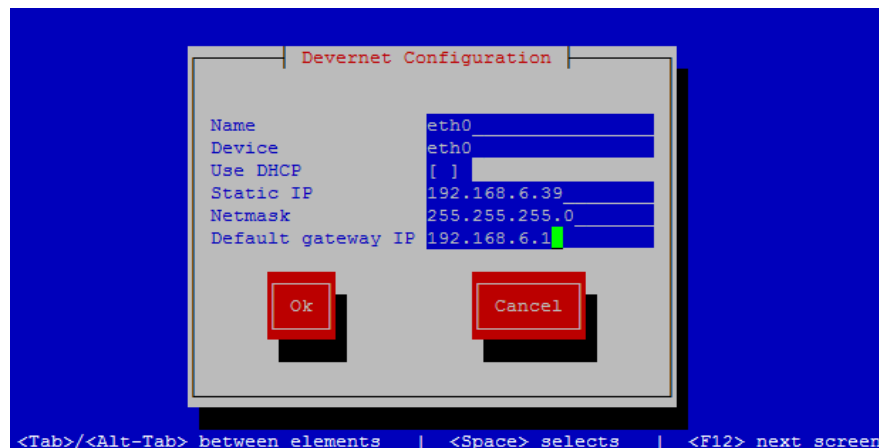 Devernet Configuration
Name eth0
Device eth0
Use DHCP [ ]
Static IP 192.168.6.39
Netmask 255.255.255.0
Default gateway IP 192.168.6.1
Ok Cancel
<Tab>/<Alt-Tab> between elements | <Space> selects | <F12> next screen